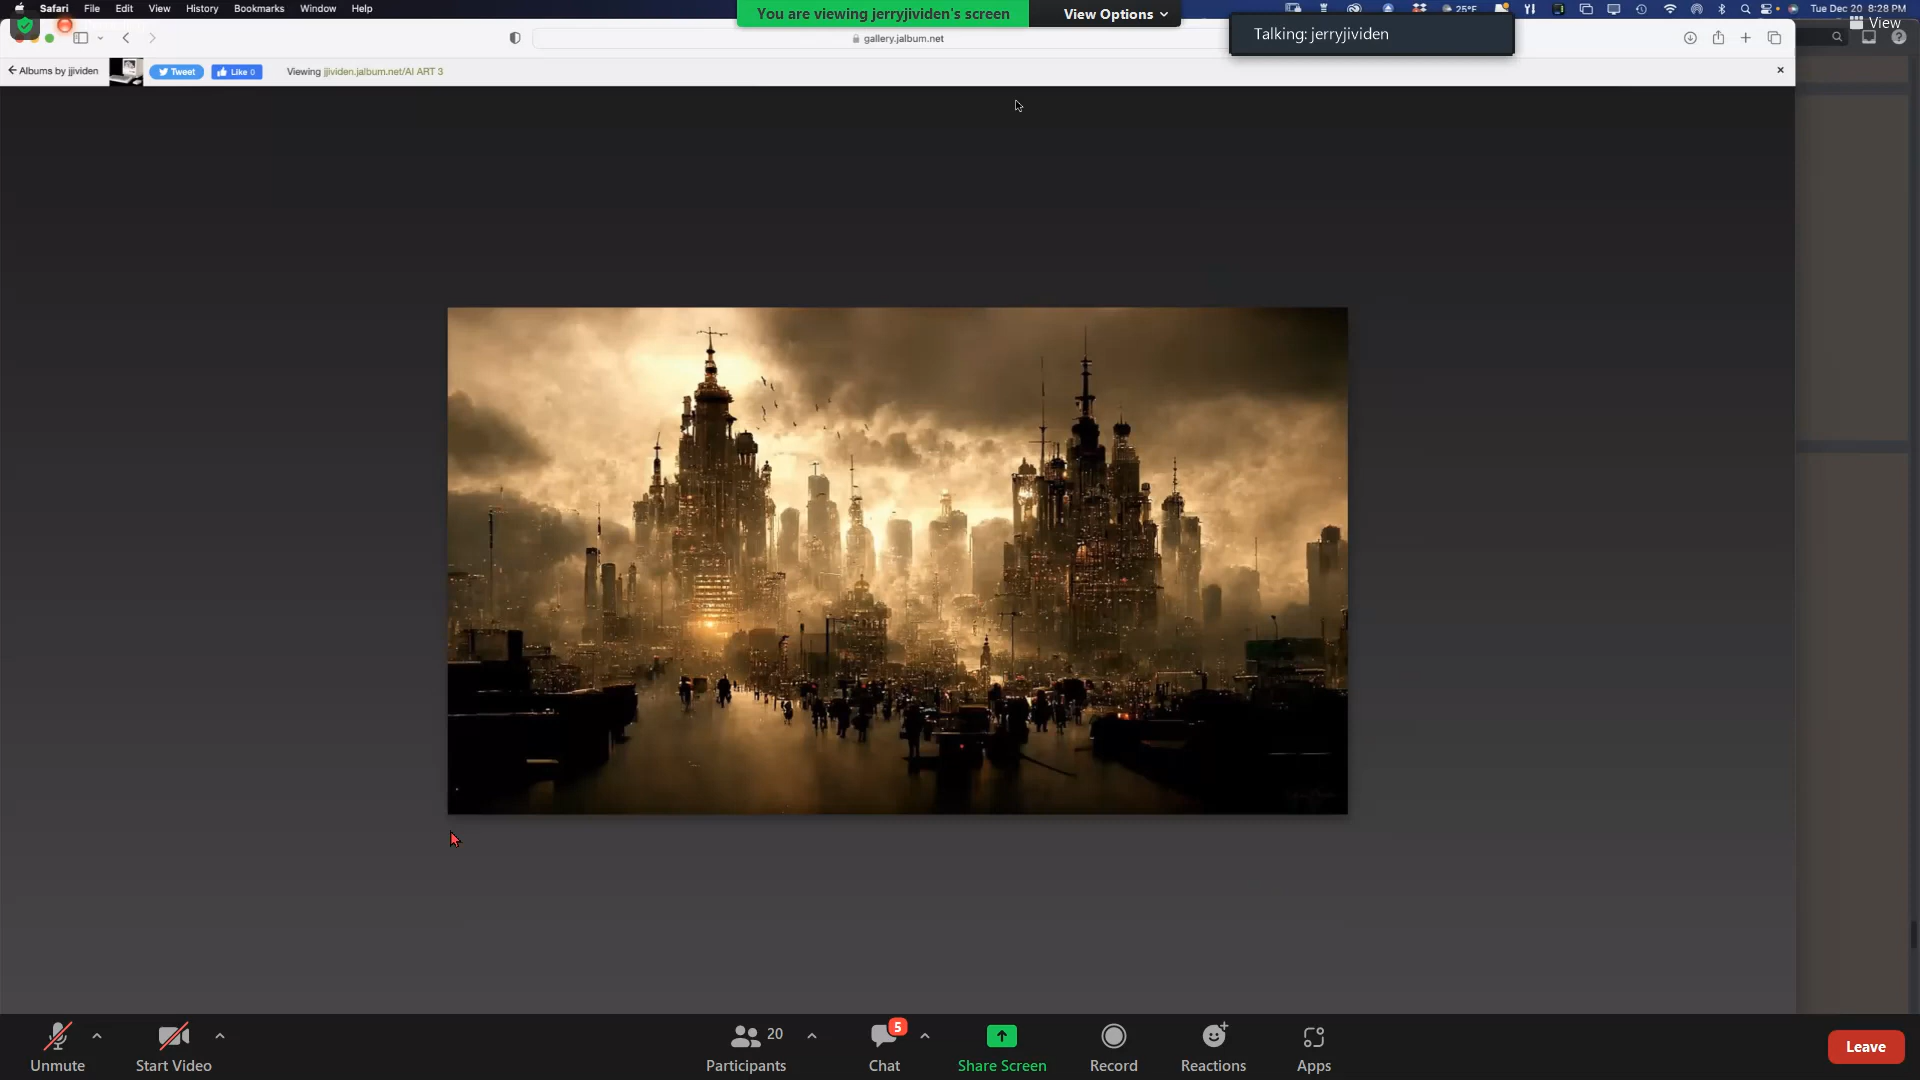 Safari File Edit View History Bookmarks Window Help
You are viewing jerryjividen's screen
View Options
25°F
Tue Dec 20 8:28 PM
Talking: jerryjividen
View
gallery.jalbum.net
Albums by jjividen
Tweet
Like 0
Viewing jjividen.jalbum.net/AI ART 3
Unmute
Start Video
20
Participants
5
Chat
Share Screen
Record
Reactions
Apps
Leave